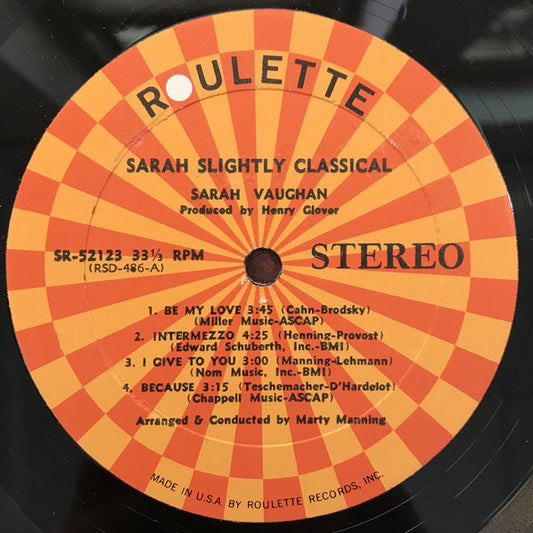 ROULETTE
SARAH SLIGHTLY CLASSICAL
SARAH VAUGHAN
Produced by Henry Glover
SR-52123 33⅓ RPM
(RSD-486-A)
STEREO
1. BE MY LOVE 3:45 (Cahn-Brodsky)
(Miller Music-ASCAP)
2. INTERMEZZO 4:25 (Henning-Provost)
(Edward Schuberth, Inc.-BMI)
3. I GIVE TO YOU 3:00 (Manning-Lehmann)
(Nom Music, Inc.-BMI)
4. BECAUSE 3:15 (Teschemacher-D'Hardelot)
(Chappell Music-ASCAP)
Arranged & Conducted by Marty Manning
MADE IN U.S.A. BY ROULETTE RECORDS, INC.